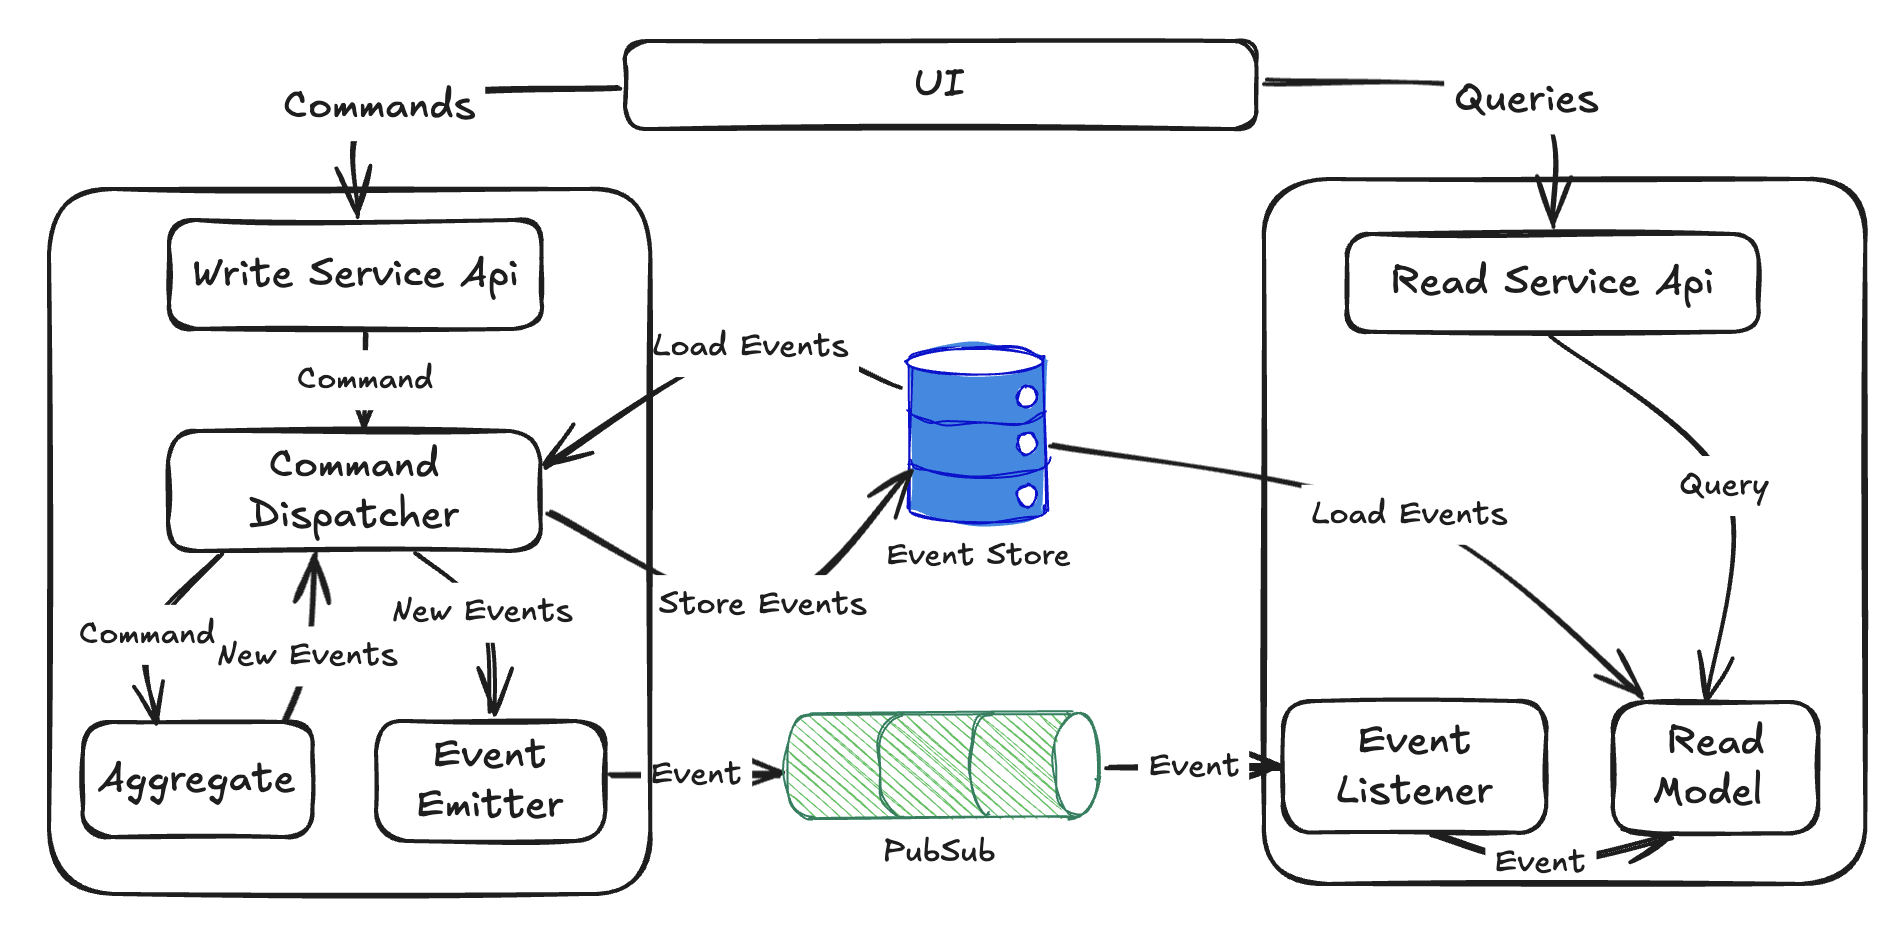 UI
Commands
Queries
Write Service Api
Read Service Api
Load Events
Command
Command
Dispatcher
Query
Load Events
Event Store
Store Events
New Events
Command
New Events
Event
Emitter
Aggregate
Event
Event
Event
Listener
Read
Model
PubSub
Event